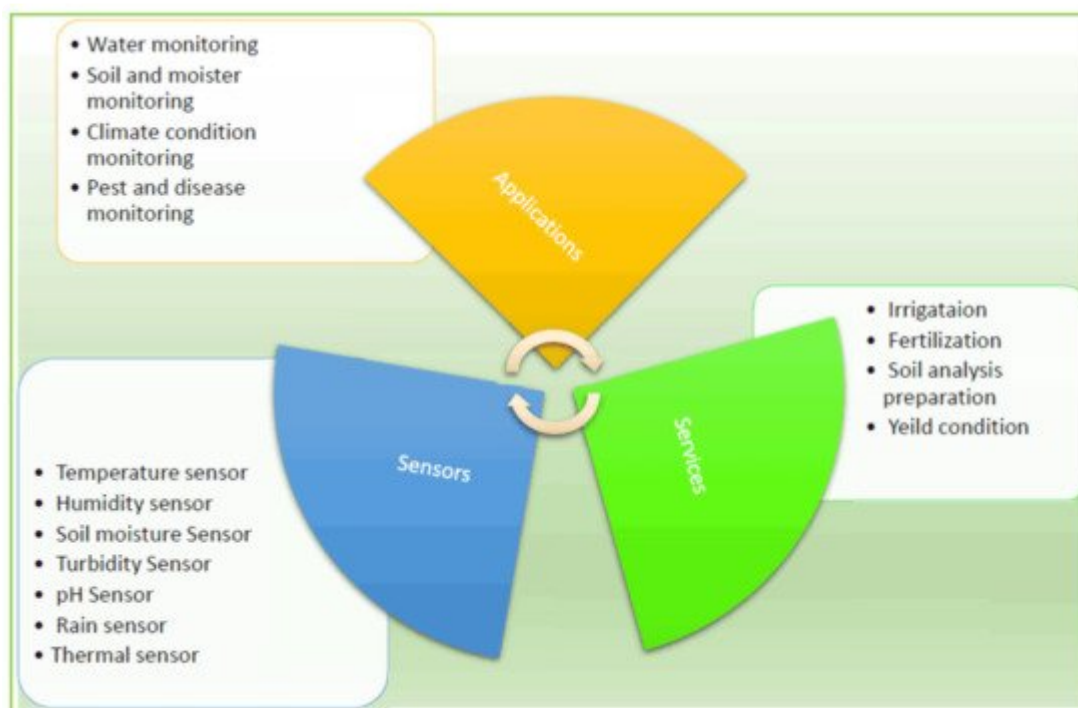 • Water monitoring
• Soil and moister
monitoring
• Climate condition
monitoring
• Pest and disease
monitoring
Applications
• Irrigataion
• Fertilization
• Soil analysis
preparation
• Yeild condition
Services
Sensors
• Temperature sensor
• Humidity sensor
• Soil moisture Sensor
• Turbidity Sensor
• pH Sensor
• Rain sensor
• Thermal sensor